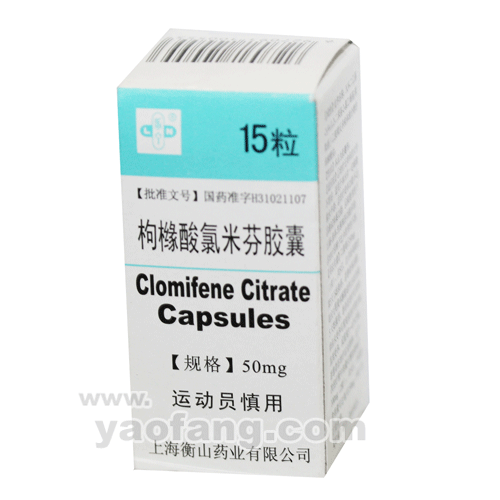 15粒
【批准文号】国药准字H31021107
枸橼酸氯米芬胶囊
Clomifene Citrate
Capsules
【规格】50mg
运动员慎用
www.
yaofang.com
上海衡山药业有限公司